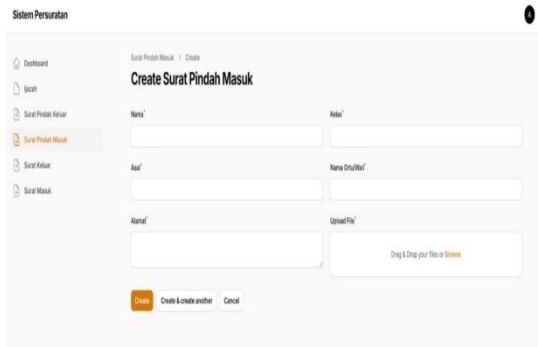 Sistem Persuratan
A
Dashboard
Ijazah
Surat Pindah Keluar
Surat Pindah Masuk
Surat Keluar
Surat Masuk
Surat Pindah Masuk > Create
Create Surat Pindah Masuk
Nama* Kelas*
Asal* Nama Ortu/Wali*
Alamat* Upload File*
Drag & Drop your files or Browse
Create Create & create another Cancel